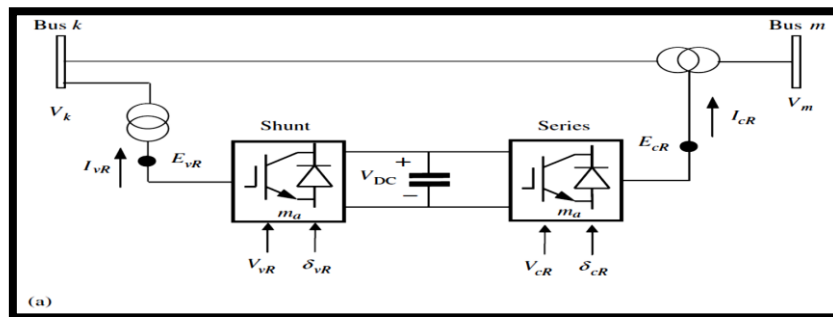 Bus k
Bus m
V_k
V_m
I_vR
E_vR
Shunt
m_a
V_vR
δ_vR
+
V_DC
−
Series
m_a
V_cR
δ_cR
E_cR
I_cR
(a)